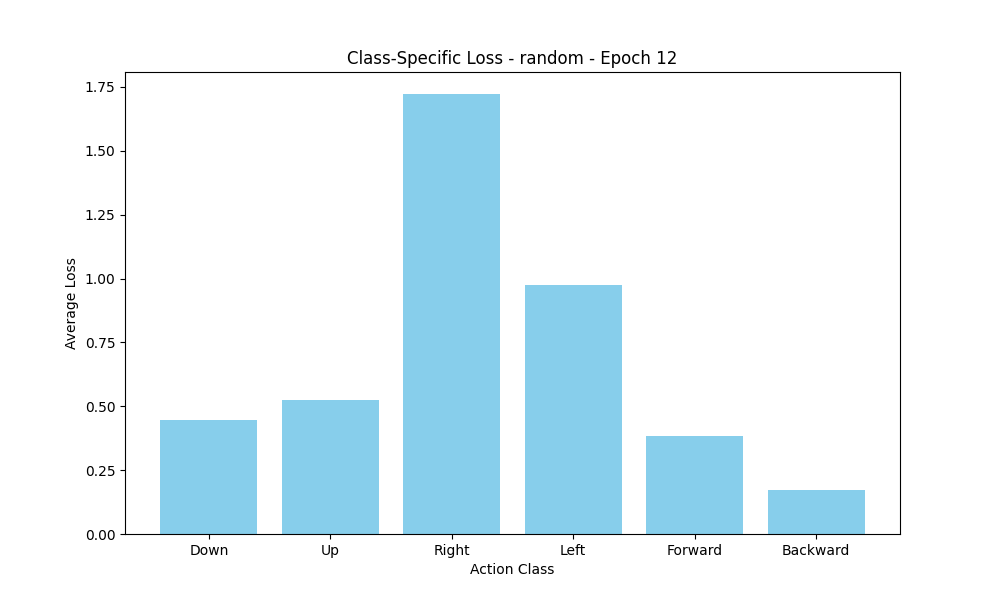 Class-Specific Loss - random - Epoch 12
1.75
1.50
1.25
1.00
0.75
0.50
0.25
0.00
Average Loss
Down Up Right Left Forward Backward
Action Class